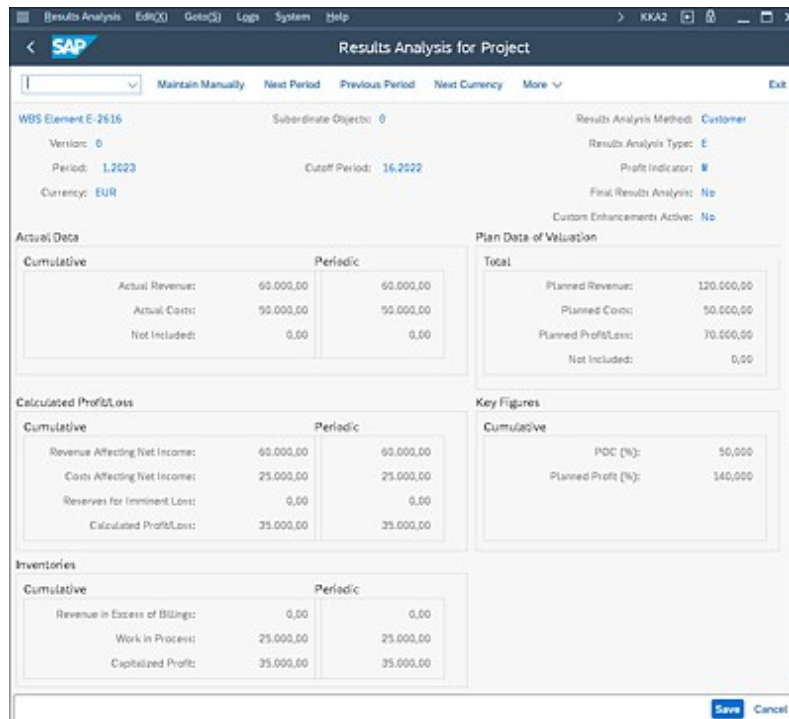 Results Analysis Edit(X) Goto(S) Logs System Help KKA2
SAP Results Analysis for Project
Maintain Manually Next Period Previous Period Next Currency More Exit
WBS Element E-2616 Subordinate Objects: 0 Results Analysis Method: Customer
Version: 0 Results Analysis Type: E
Period: 1.2023 Cutoff Period: 16.2022 Profit Indicator:
Currency: EUR Final Results Analysis: No
Custom Enhancements Active: No
Actual Data Plan Data of Valuation
Cumulative Periodic Total
Actual Revenue: 60.000,00 60.000,00 Planned Revenue: 120.000,00
Actual Costs: 50.000,00 50.000,00 Planned Costs: 50.000,00
Not Included: 0,00 0,00 Planned Profit/Loss: 70.000,00
Not Included: 0,00
Calculated Profit/Loss Key Figures
Cumulative Periodic Cumulative
Revenue Affecting Net Income: 60.000,00 60.000,00 POC (%): 50,000
Costs Affecting Net Income: 25.000,00 25.000,00 Planned Profit (%): 140,000
Reserves for Imminent Loss: 0,00 0,00
Calculated Profit/Loss: 35.000,00 35.000,00
Inventories
Cumulative Periodic
Revenue in Excess of Billings: 0,00 0,00
Work in Process: 25.000,00 25.000,00
Capitalized Profit: 35.000,00 35.000,00
Save Cancel